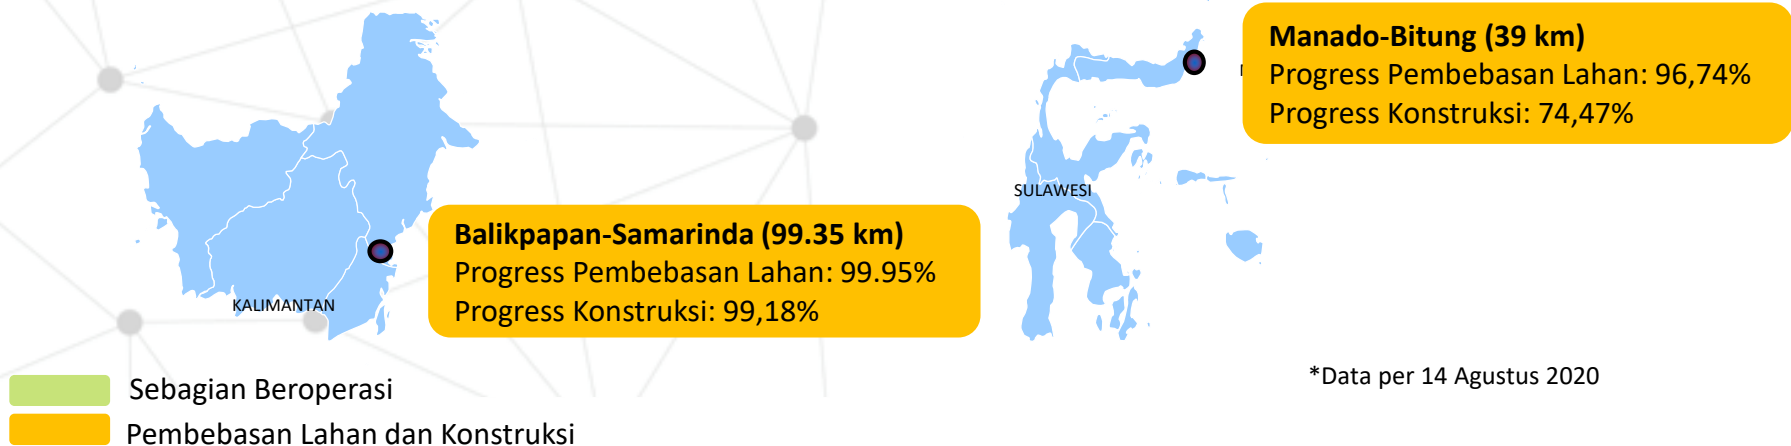 Manado-Bitung (39 km)
Progress Pembebasan Lahan: 96,74%
Progress Konstruksi: 74,47%
SULAWESI
Balikpapan-Samarinda (99.35 km)
Progress Pembebasan Lahan: 99.95%
Progress Konstruksi: 99,18%
KALIMANTAN
*Data per 14 Agustus 2020
Sebagian Beroperasi
Pembebasan Lahan dan Konstruksi